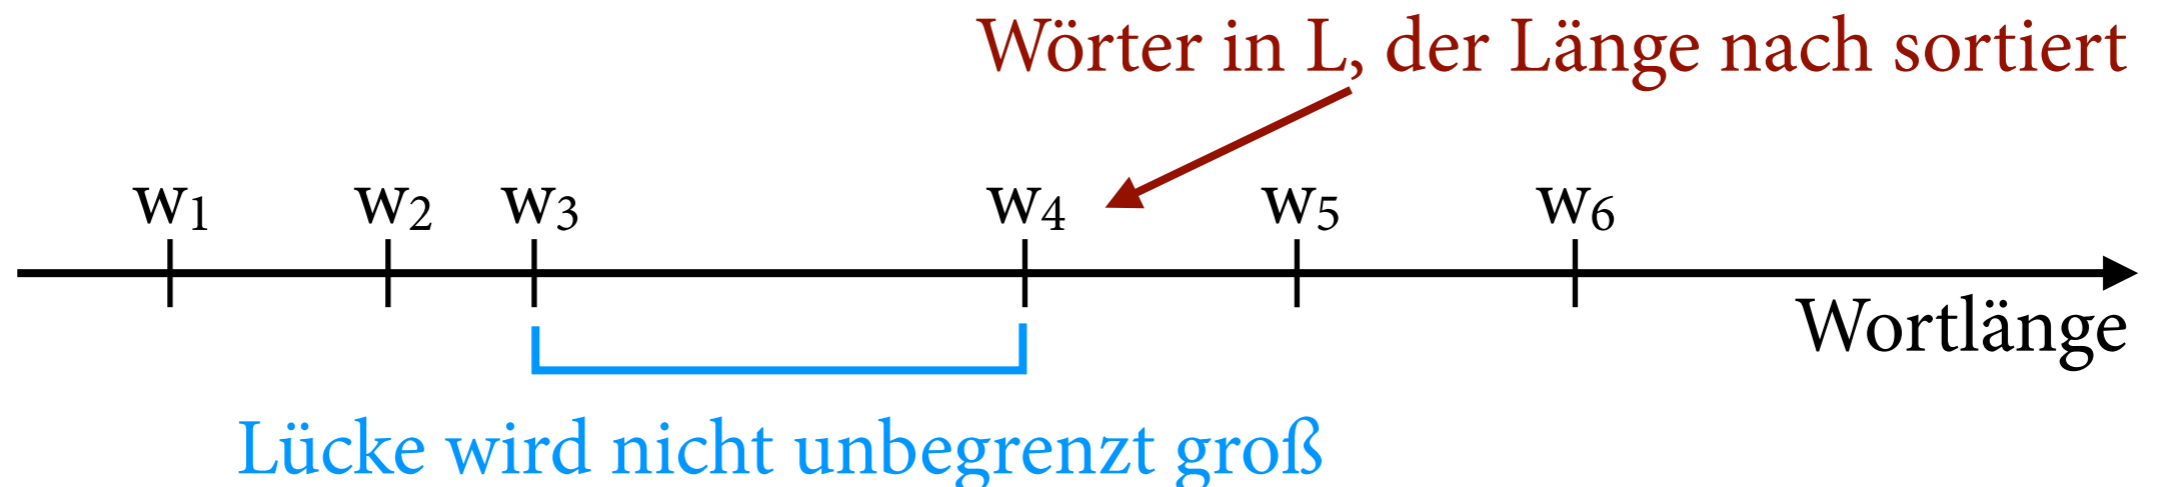 Wörter in L, der Länge nach sortiert
w₁ w₂ w₃ w₄ w₅ w₆
Wortlänge
Lücke wird nicht unbegrenzt groß